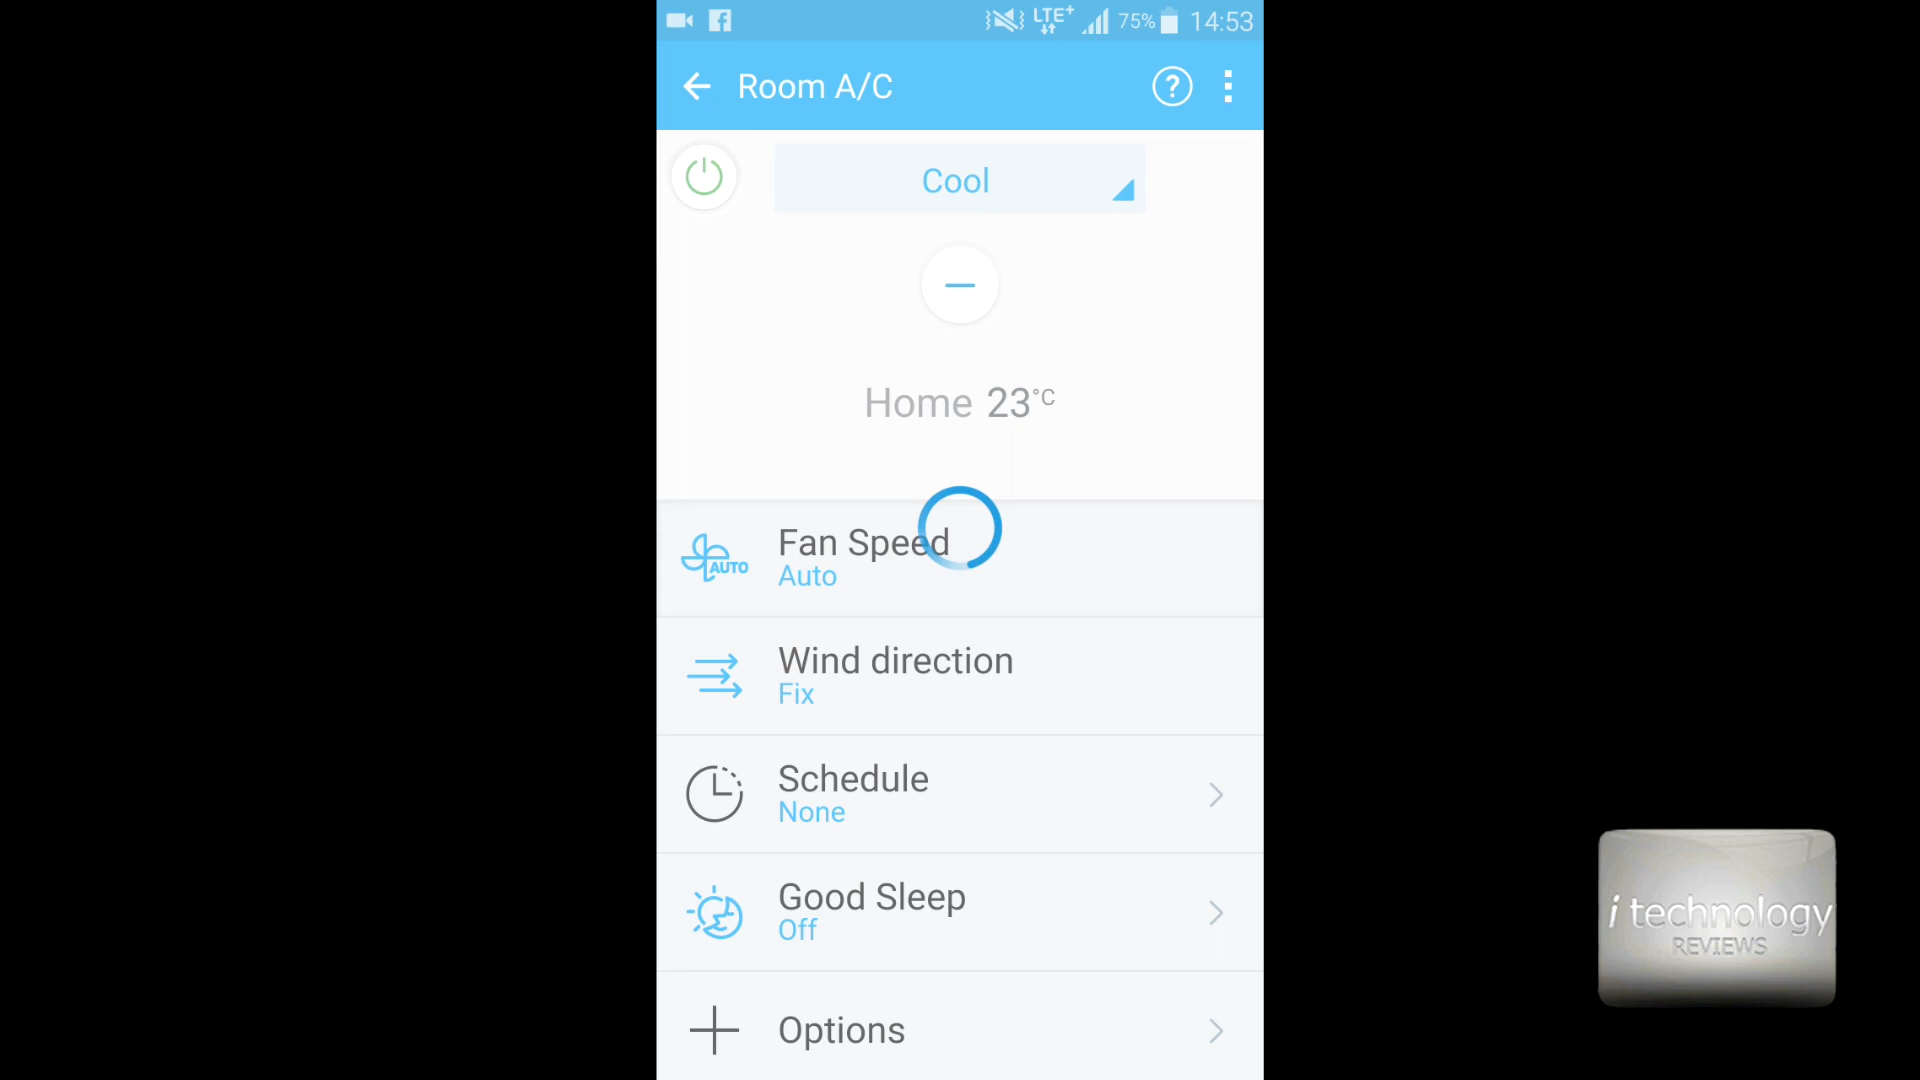 LTE+ 75% 14:53
Room A/C ?
Cool
Home 23°C
Fan Speed
AUTO
Auto
Wind direction
Fix
Schedule
None
Good Sleep
Off
Options
i technology
REVIEWS